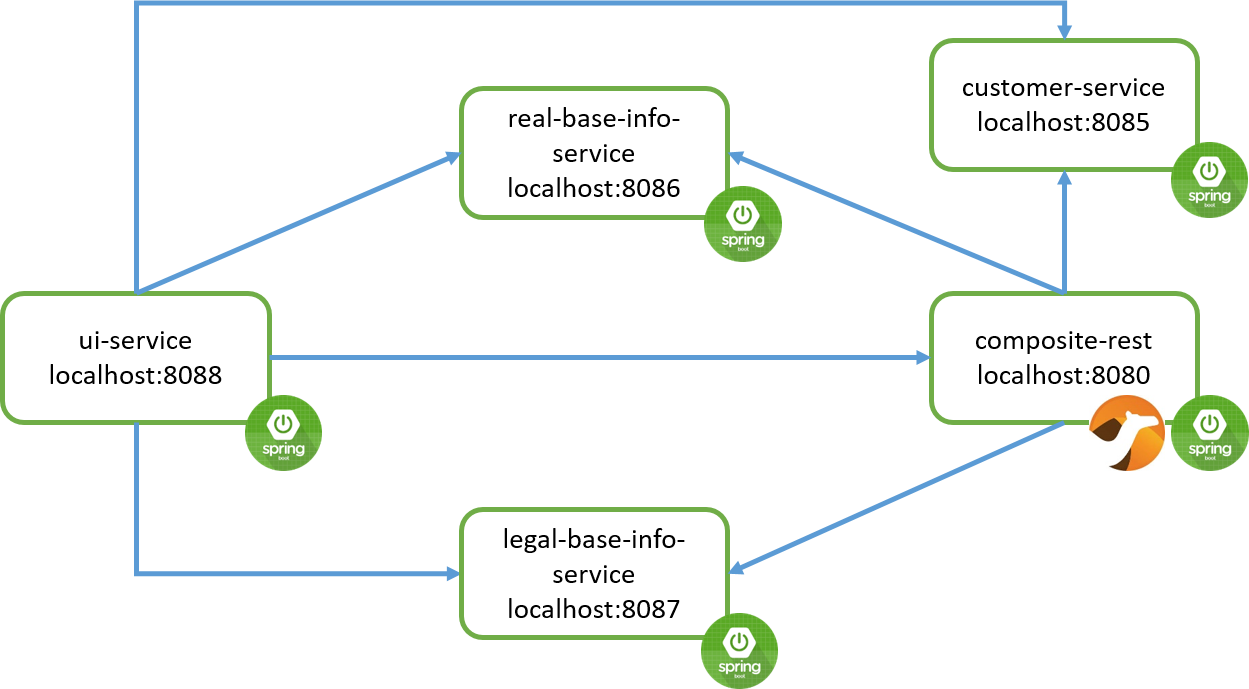 customer-service
localhost:8085
spring
boot
real-base-info-
service
localhost:8086
spring
boot
ui-service
localhost:8088
spring
boot
composite-rest
localhost:8080
spring
boot
legal-base-info-
service
localhost:8087
spring
boot